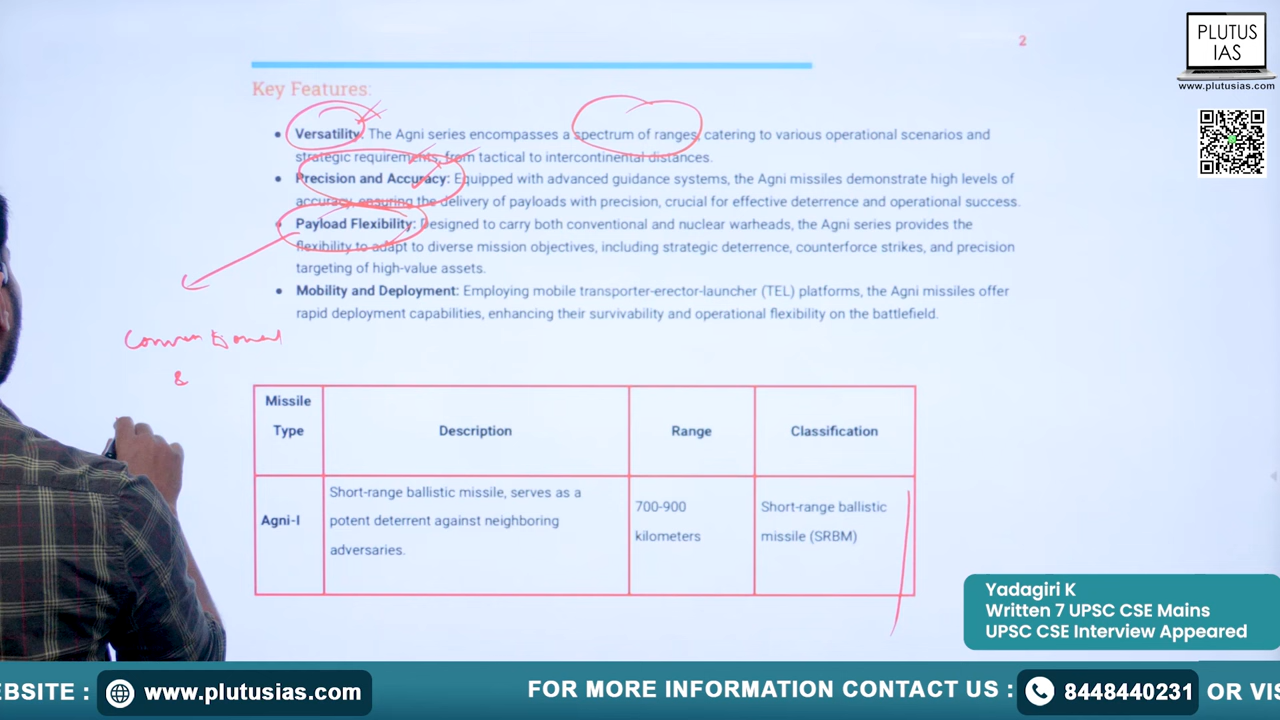 2
PLUTUS
IAS
www.plutusias.com
Key Features:
• Versatility: The Agni series encompasses a spectrum of ranges, catering to various operational scenarios and
strategic requirements, from tactical to intercontinental distances.
• Precision and Accuracy: Equipped with advanced guidance systems, the Agni missiles demonstrate high levels of
accuracy, ensuring the delivery of payloads with precision, crucial for effective deterrence and operational success.
• Payload Flexibility: Designed to carry both conventional and nuclear warheads, the Agni series provides the
flexibility to adapt to diverse mission objectives, including strategic deterrence, counterforce strikes, and precision
targeting of high-value assets.
• Mobility and Deployment: Employing mobile transporter-erector-launcher (TEL) platforms, the Agni missiles offer
rapid deployment capabilities, enhancing their survivability and operational flexibility on the battlefield.
Conventional
&
Missile
Type
Description
Range
Classification
Agni-I
Short-range ballistic missile, serves as a
potent deterrent against neighboring
adversaries.
700-900
kilometers
Short-range ballistic
missile (SRBM)
Yadagiri K
Written 7 UPSC CSE Mains
UPSC CSE Interview Appeared
EBSITE : www.plutusias.com FOR MORE INFORMATION CONTACT US : 8448440231 OR VIS